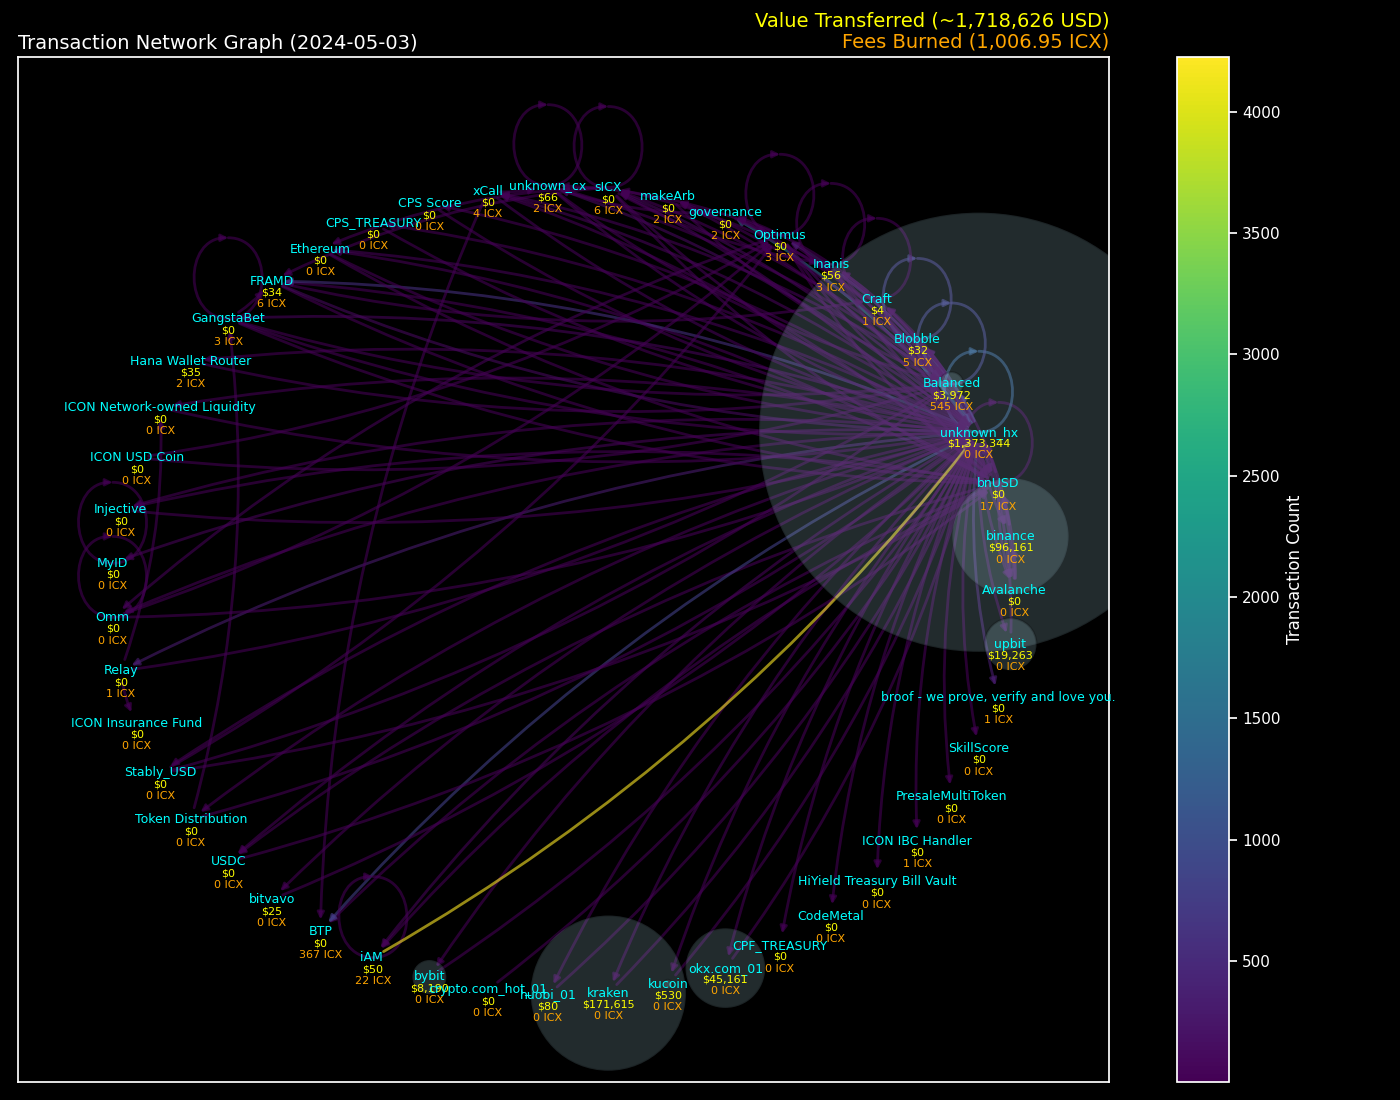 Value Transferred (~1,718,626 USD)
Transaction Network Graph (2024-05-03)
Fees Burned (1,006.95 ICX)
unknown_cx
$66
2 ICX
sICX
$0
6 ICX
xCall
$0
4 ICX
makeArb
$0
2 ICX
CPS Score
$0
0 ICX
governance
$0
2 ICX
CPS_TREASURY
$0
0 ICX
Optimus
$0
3 ICX
Ethereum
$0
0 ICX
Inanis
$56
3 ICX
FRAMD
$34
6 ICX
Craft
$4
1 ICX
GangstaBet
$0
3 ICX
Blobble
$32
5 ICX
Hana Wallet Router
$35
2 ICX
Balanced
$3,972
545 ICX
ICON Network-owned Liquidity
$0
0 ICX
unknown_hx
$1,373,344
0 ICX
ICON USD Coin
$0
0 ICX
bnUSD
$0
17 ICX
Injective
$0
0 ICX
binance
$96,161
0 ICX
MyID
$0
0 ICX
Avalanche
$0
0 ICX
Omm
$0
0 ICX
upbit
$19,263
0 ICX
Relay
$0
1 ICX
broof - we prove, verify and love you.
$0
1 ICX
ICON Insurance Fund
$0
0 ICX
SkillScore
$0
0 ICX
Stably_USD
$0
0 ICX
PresaleMultiToken
$0
0 ICX
Token Distribution
$0
0 ICX
ICON IBC Handler
$0
1 ICX
USDC
$0
0 ICX
HiYield Treasury Bill Vault
$0
0 ICX
bitvavo
$25
0 ICX
CodeMetal
$0
0 ICX
BTP
$0
367 ICX
CPF_TREASURY
$0
0 ICX
iAM
$50
22 ICX
okx.com_01
$45,161
0 ICX
bybit
$8,190
0 ICX
kucoin
$530
0 ICX
crypto.com_hot_01
$0
0 ICX
huobi_01
$80
0 ICX
kraken
$171,615
0 ICX
4000
3500
3000
2500
2000
1500
1000
500
Transaction Count